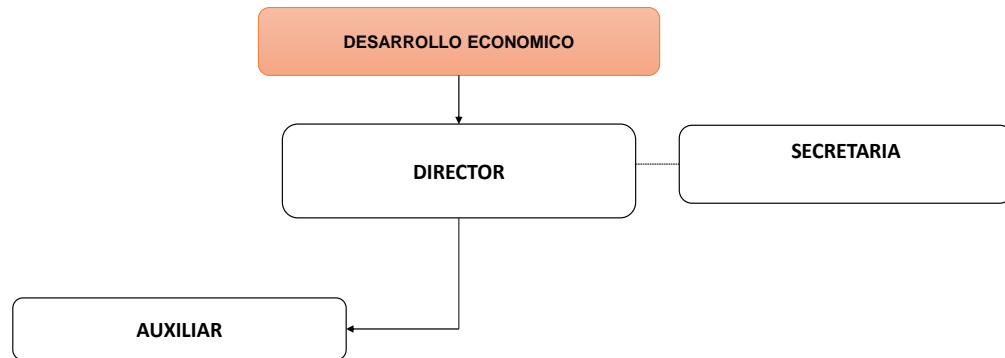 DESARROLLO ECONOMICO
DIRECTOR
SECRETARIA
AUXILIAR